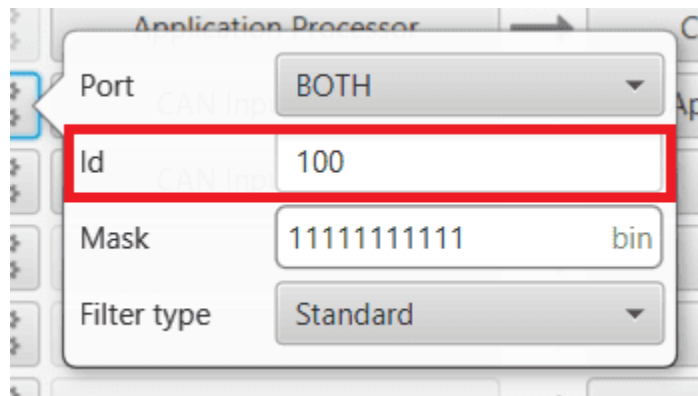 Application Processor
Port BOTH
CAN Inp
Ap
Id 100
CAN Inp
Mask 11111111111 bin
Filter type Standard